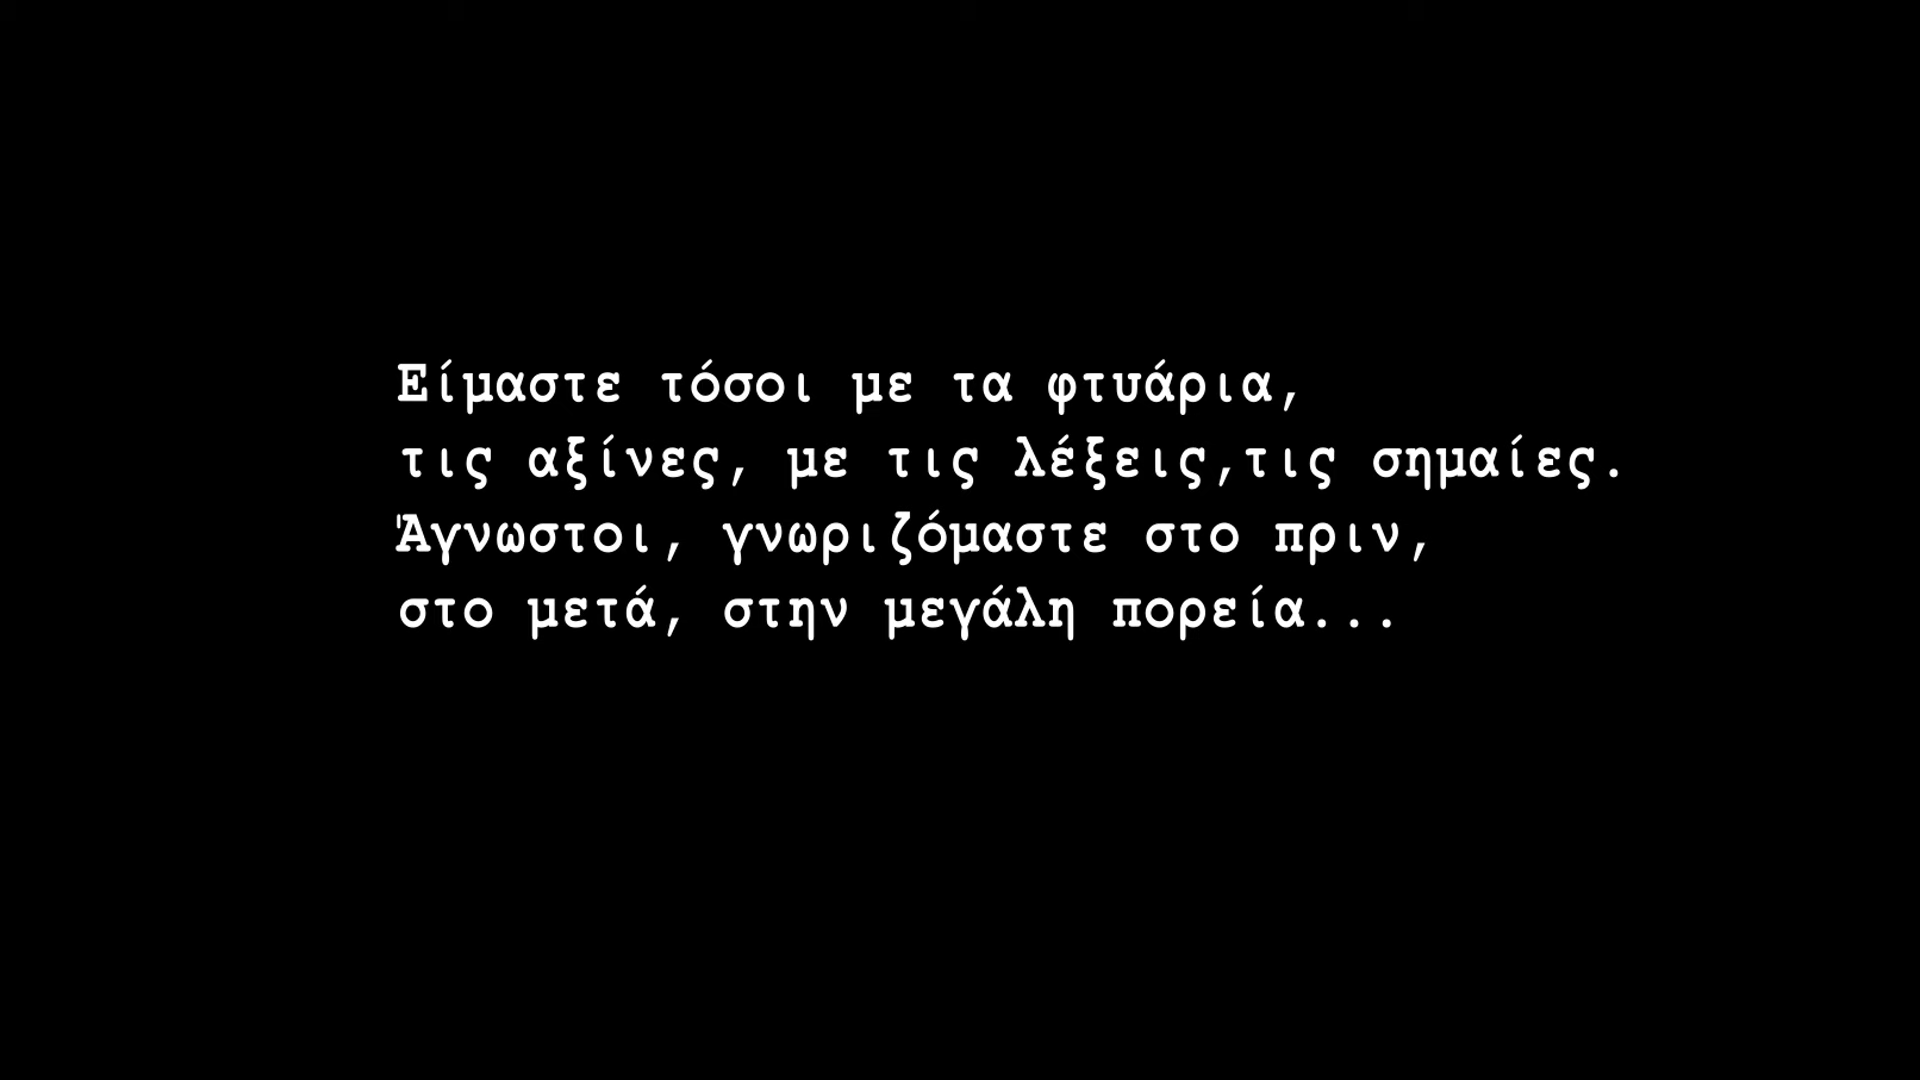 Είμαστε τόσοι με τα φτυάρια,
τις αξίνες, με τις λέξεις,τις σημαίες.
Άγνωστοι, γνωριζόμαστε στο πριν,
στο μετά, στην μεγάλη πορεία...